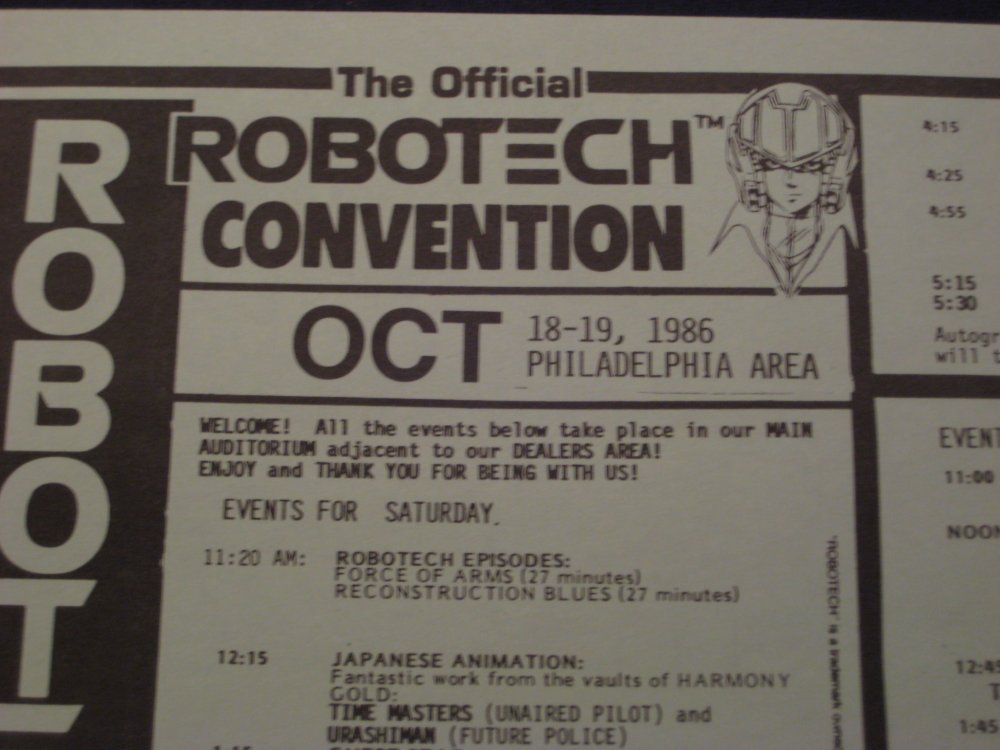 The Official
ROBOTECH™
CONVENTION
OCT
18-19, 1986
PHILADELPHIA AREA
WELCOME! All the events below take place in our MAIN
AUDITORIUM adjacent to our DEALERS AREA!
ENJOY and THANK YOU FOR BEING WITH US!
EVENTS FOR SATURDAY
11:20 AM: ROBOTECH EPISODES:
FORCE OF ARMS (27 minutes)
RECONSTRUCTION BLUES (27 minutes)
12:15 JAPANESE ANIMATION:
Fantastic work from the vaults of HARMONY
GOLD:
TIME MASTERS (UNAIRED PILOT) and
URASHIMAN (FUTURE POLICE)
ROBOT
"ROBOTECH" is a trademark
4:15
4:25
4:55
5:15
5:30
will
11:00
12:45
1:45